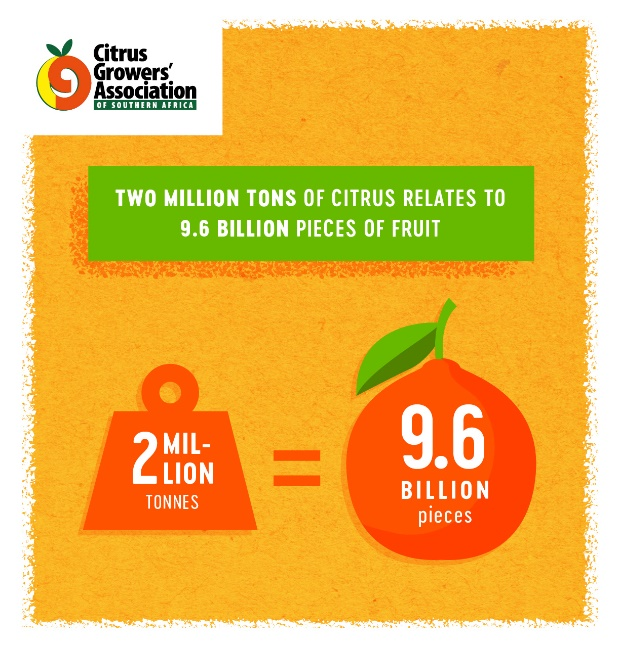 Citrus
Growers'
Association
OF SOUTHERN AFRICA
TWO MILLION TONS OF CITRUS RELATES TO
9.6 BILLION PIECES OF FRUIT
2 MIL-
LION
TONNES
=
9.6
BILLION
pieces